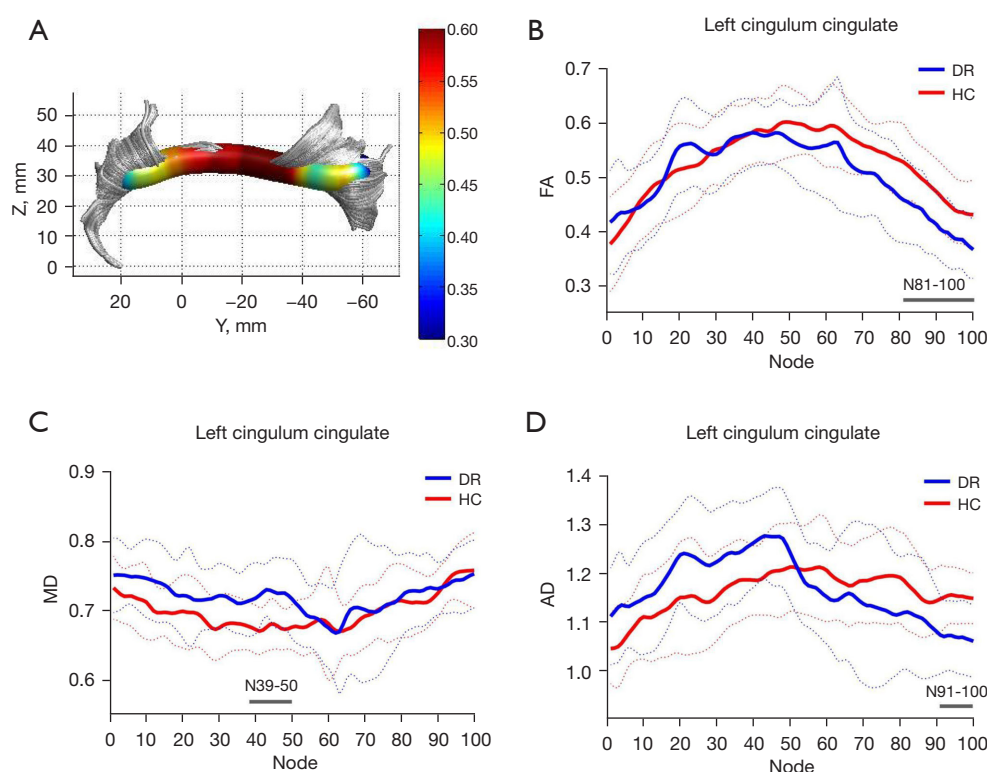 A
0.60
0.55
0.50
0.45
0.40
0.35
0.30
50
40
30
20
10
0
Z, mm
20 0 −20 −40 −60
Y, mm
B
Left cingulum cingulate
DR
HC
0.7
0.6
0.5
0.4
0.3
FA
N81-100
0 10 20 30 40 50 60 70 80 90 100
Node
C
Left cingulum cingulate
DR
HC
0.9
0.8
0.7
0.6
MD
N39-50
0 10 20 30 40 50 60 70 80 90 100
Node
D
Left cingulum cingulate
DR
HC
1.4
1.3
1.2
1.1
1.0
AD
N91-100
0 10 20 30 40 50 60 70 80 90 100
Node